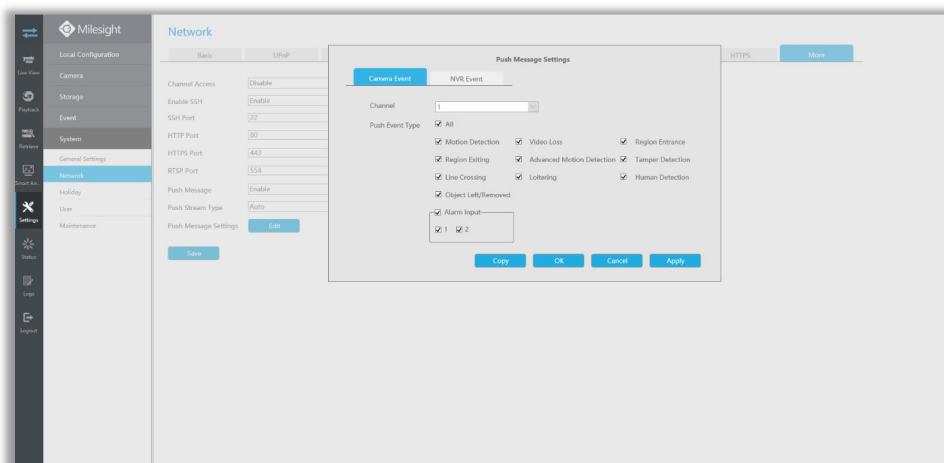 Milesight
Live View
Playback
Retrieve
Smart An...
Settings
Status
Logs
Logout
Local Configuration
Camera
Storage
Event
System
General Settings
Network
Holiday
User
Maintenance
Network
Basic
UPnP
HTTPS
More
Channel Access Disable
Enable SSH Enable
SSH Port 22
HTTP Port 80
HTTPS Port 443
RTSP Port 554
Push Message Enable
Push Stream Type Auto
Push Message Settings Edit
Save
Push Message Settings
Camera Event NVR Event
Channel 1
Push Event Type All
Motion Detection Video Loss Region Entrance
Region Exiting Advanced Motion Detection Tamper Detection
Line Crossing Loitering Human Detection
Object Left/Removed
Alarm Input
1 2
Copy OK Cancel Apply